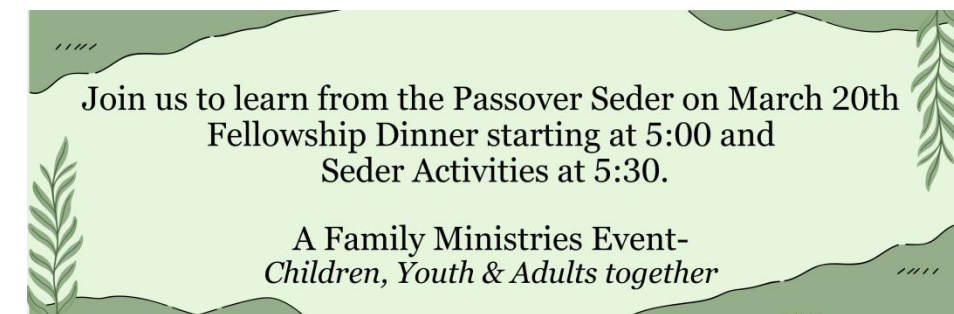 Join us to learn from the Passover Seder on March 20th
Fellowship Dinner starting at 5:00 and
Seder Activities at 5:30.
A Family Ministries Event-
Children, Youth & Adults together